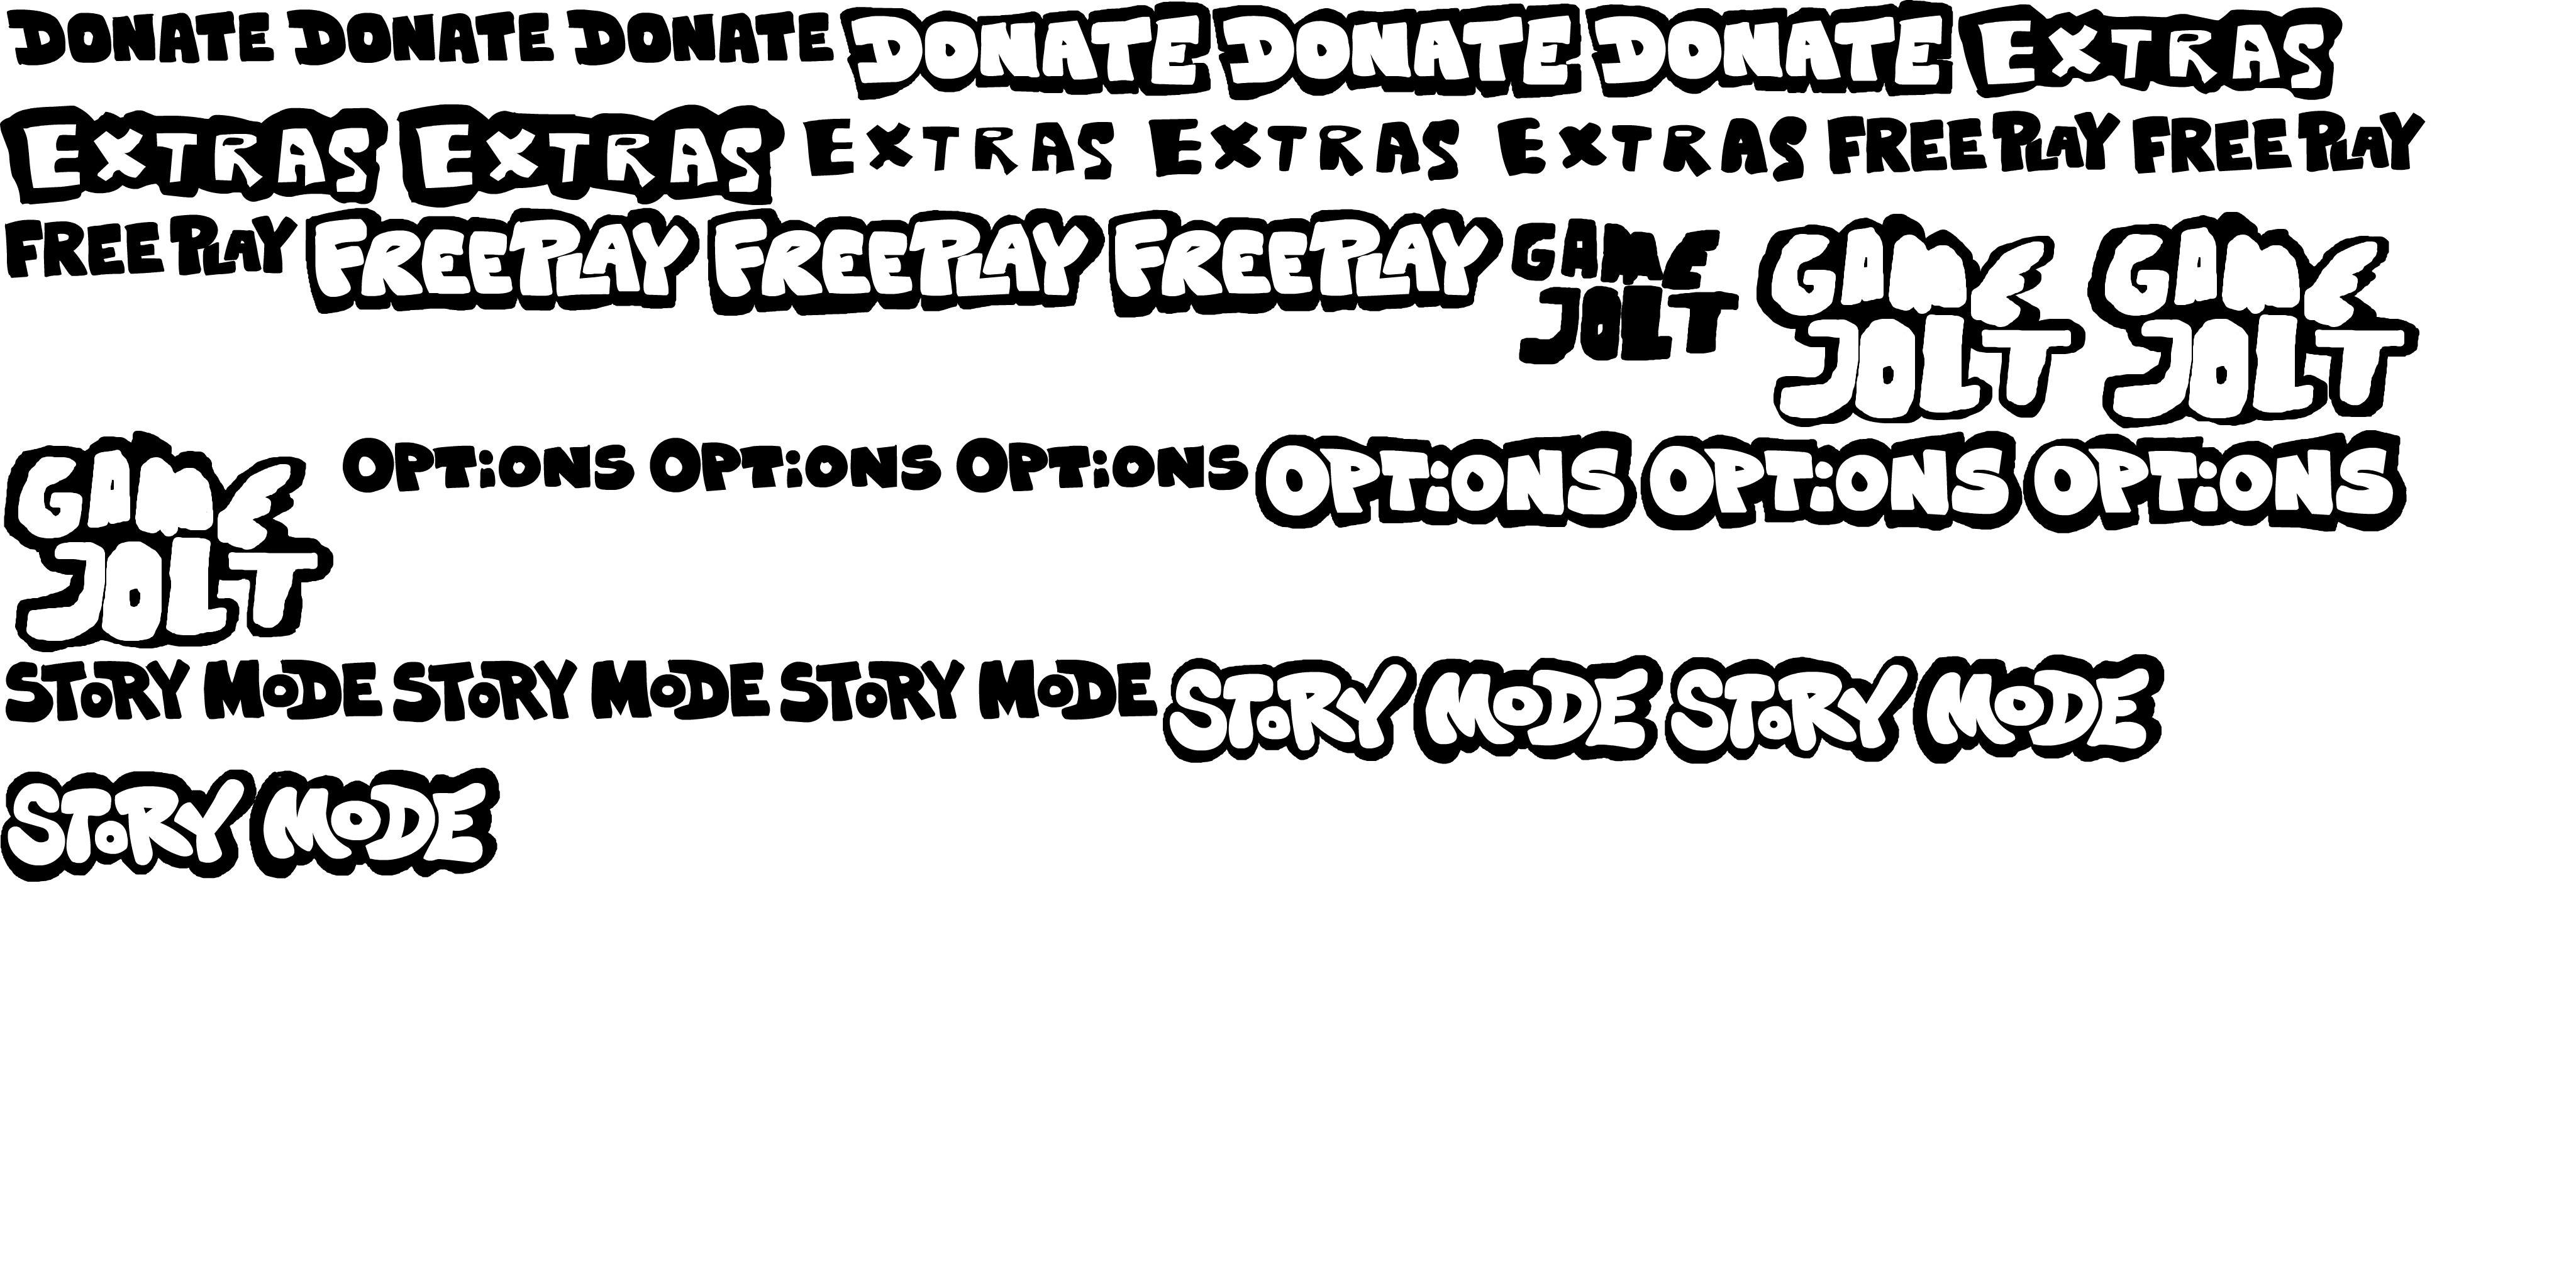 DONATE DONATE DONATE DONATE DONATE DONATE EXTRAS
EXTRAS EXTRAS EXTRAS EXTRAS EXTRAS FREEPLAY FREEPLAY
FREEPLAY FREEPLAY FREEPLAY FREEPLAY GAME JOLT GAME JOLT GAME JOLT
GAME JOLT OPTiONS OPTiONS OPTiONS OPTiONS OPTiONS OPTiONS
STORY MODE STORY MODE STORY MODE STORY MODE STORY MODE
STORY MODE